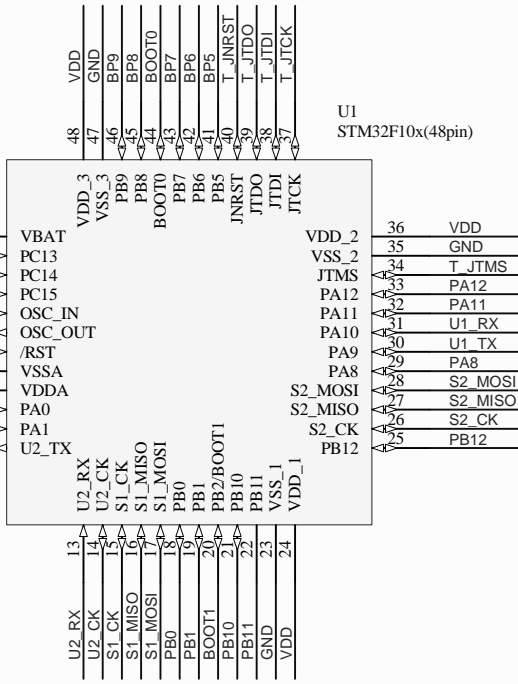 VDD
GND
BP9
BP8
BOOT0
BP7
BP6
BP5
T_JNRST
T_JTDO
T_JTDI
T_JTCK
48
47
46
45
44
43
42
41
40
39
38
37
U1
STM32F10x(48pin)
VDD_3
VSS_3
PB9
PB8
BOOT0
PB7
PB6
PB5
JNRST
JTDO
JTDI
JTCK
VBAT
PC13
PC14
PC15
OSC_IN
OSC_OUT
/RST
VSSA
VDDA
PA0
PA1
U2_TX
VDD_2 36 VDD
VSS_2 35 GND
JTMS 34 T_JTMS
PA12 33 PA12
PA11 32 PA11
PA10 31 U1_RX
PA9 30 U1_TX
PA8 29 PA8
S2_MOSI 28 S2_MOSI
S2_MISO 27 S2_MISO
S2_CK 26 S2_CK
PB12 25 PB12
U2_RX
U2_CK
S1_CK
S1_MISO
S1_MOSI
PB0
PB1
PB2/BOOT1
PB10
PB11
VSS_1
VDD_1
13
14
15
16
17
18
19
20
21
22
23
24
U2_RX
U2_CK
S1_CK
S1_MISO
S1_MOSI
PB0
PB1
BOOT1
PB10
PB11
GND
VDD